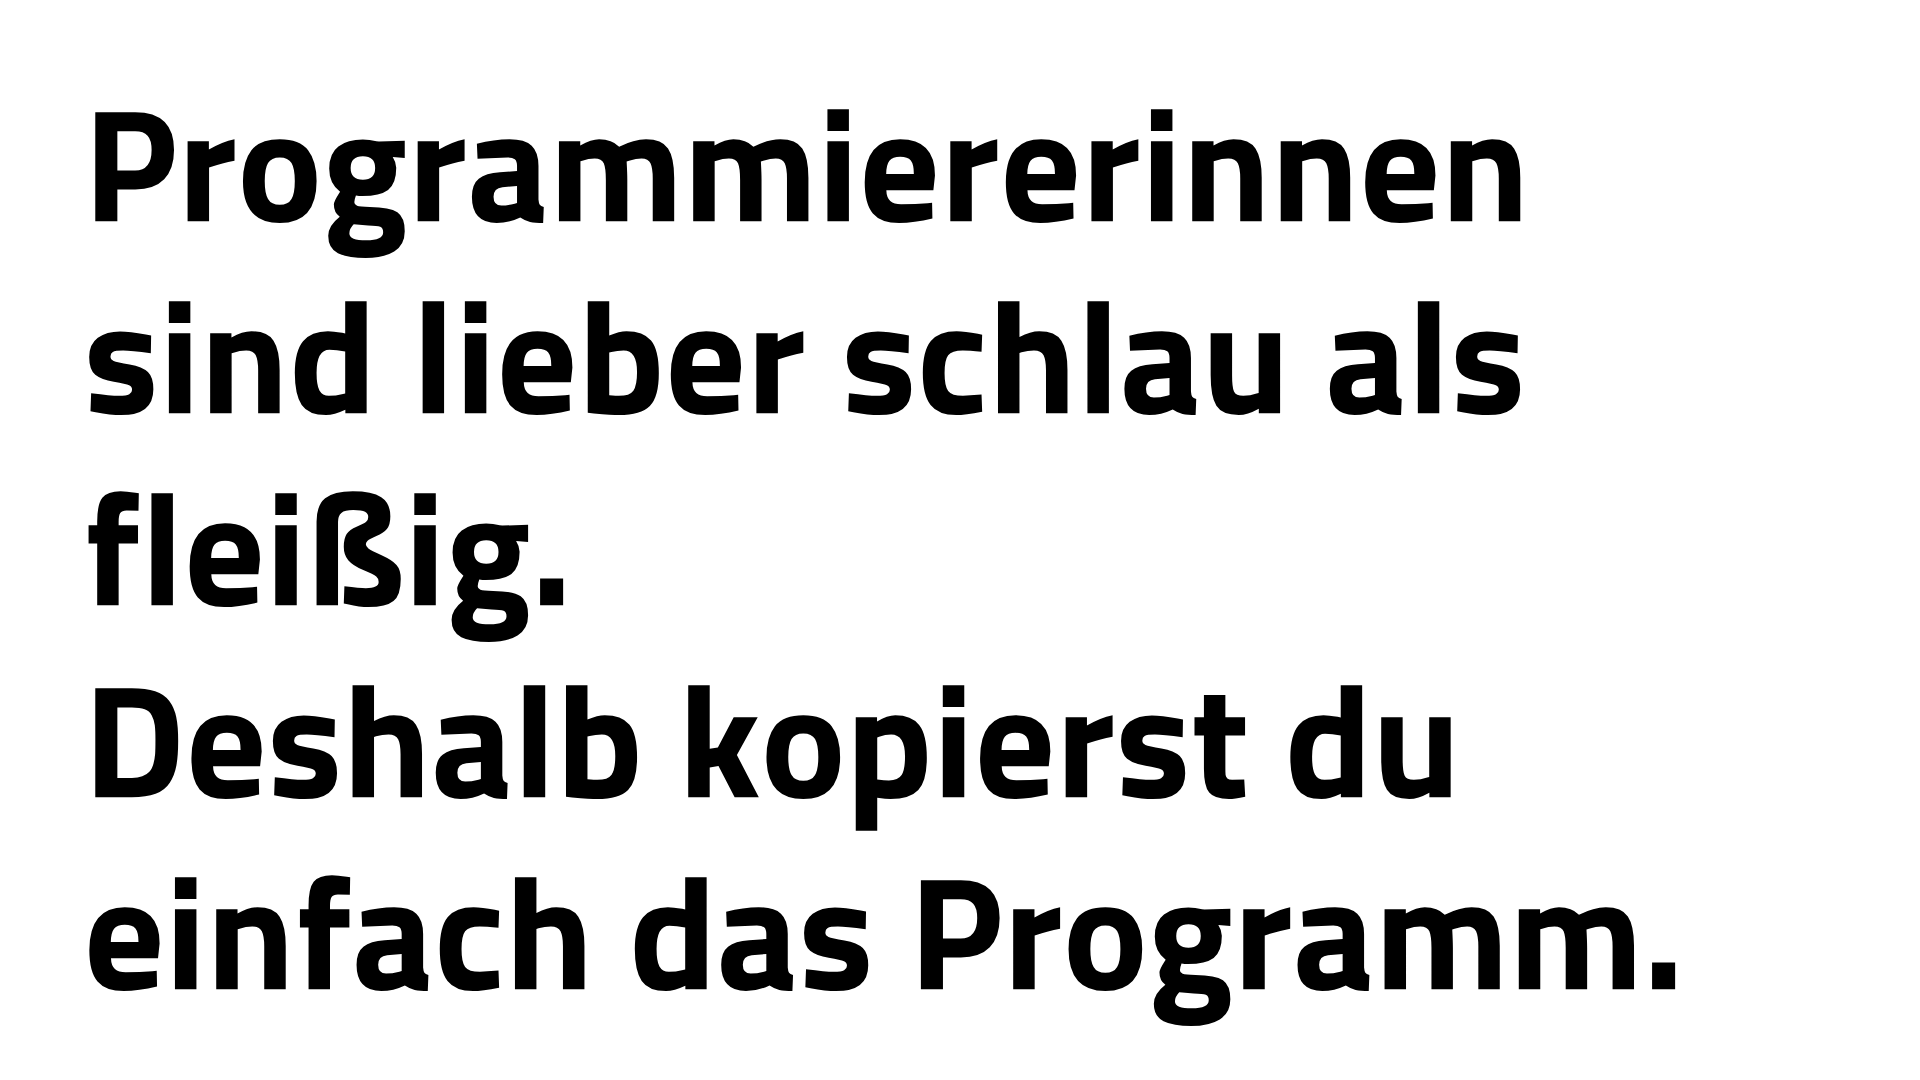 Programmiererinnen
sind lieber schlau als
fleißig.
Deshalb kopierst du
einfach das Programm.